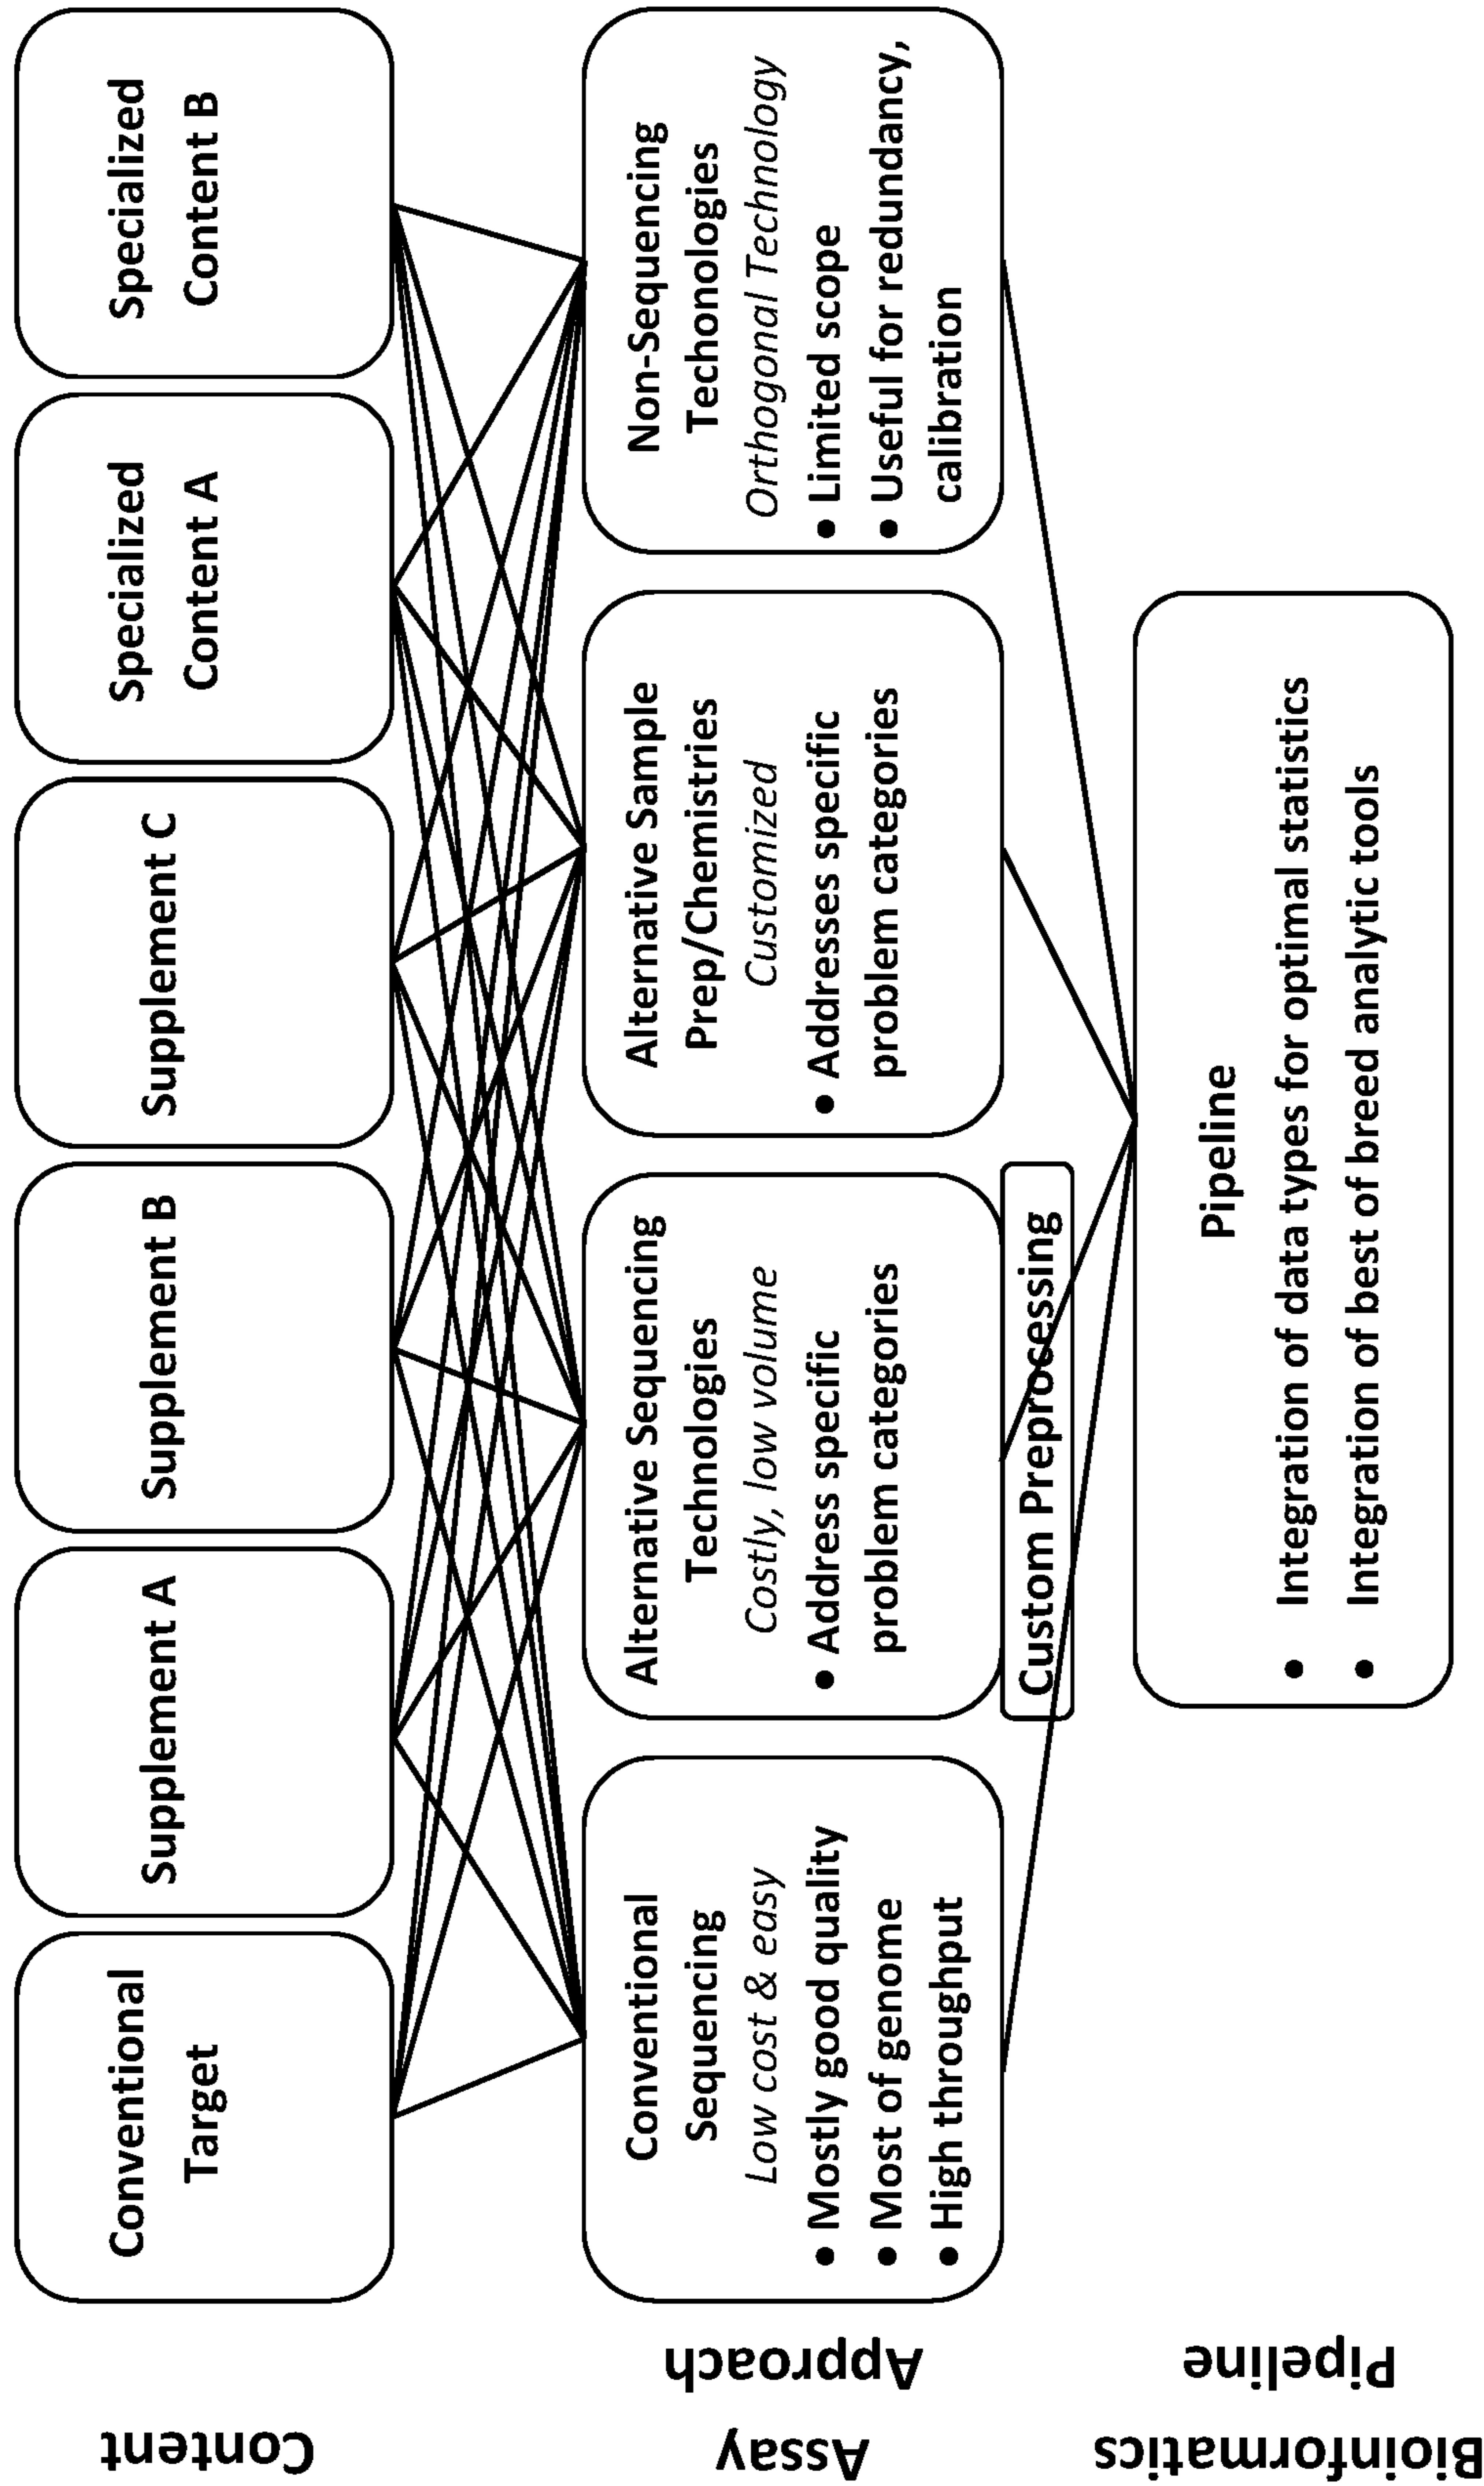 Content
Conventional
Target
Supplement A
Supplement B
Supplement C
Specialized
Content A
Specialized
Content B
Assay
Approach
Conventional
Sequencing
Low cost & easy
• Mostly good quality
• Most of genome
• High throughput
Alternative Sequencing
Technologies
Costly, low volume
• Address specific
problem categories
Custom Preprocessing
Alternative Sample
Prep/Chemistries
Customized
• Addresses specific
problem categories
Non-Sequencing
Techonologies
Orthogonal Technology
• Limited scope
• Useful for redundancy,
calibration
Bioinformatics
Pipeline
Pipeline
• Integration of data types for optimal statistics
• Integration of best of breed analytic tools